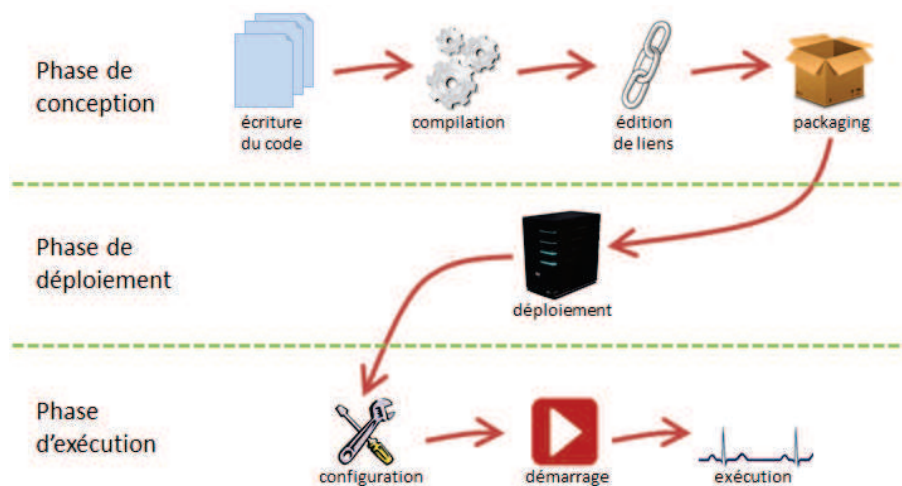 Phase de
conception
écriture
du code
compilation
édition
de liens
packaging
Phase de
déploiement
déploiement
Phase
d'exécution
configuration
démarrage
exécution